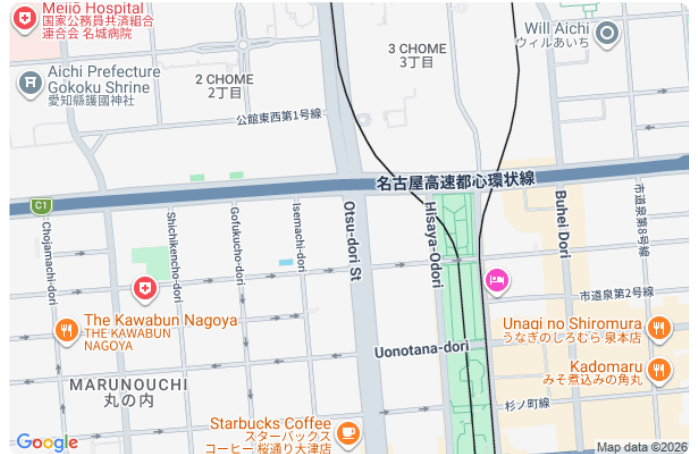 Meijō Hospital
国家公務員共済組合
連合会 名城病院
3 CHOME
3丁目
Will Aichi
ウィルあいち
Aichi Prefecture
Gokoku Shrine
愛知縣護國神社
2 CHOME
2丁目
公館東西第1号線
名古屋高速都心環状線
C1
Chojamachi-dori
Shichikencho-dori
Gofukucho-dori
Isemachi-dori
Otsu-dori St
Hisaya-Odori
Buhei Dori
市道泉第8号線
市道泉第2号線
The Kawabun Nagoya
THE KAWABUN
NAGOYA
Unagi no Shiromura
うなぎのしろむら 泉本店
Uonotana-dori
Kadomaru
みそ煮込みの角丸
MARUNOUCHI
丸の内
杉ノ町線
Starbucks Coffee
スターバックス
コーヒー 桜通り大津店
Google
Map data ©2026